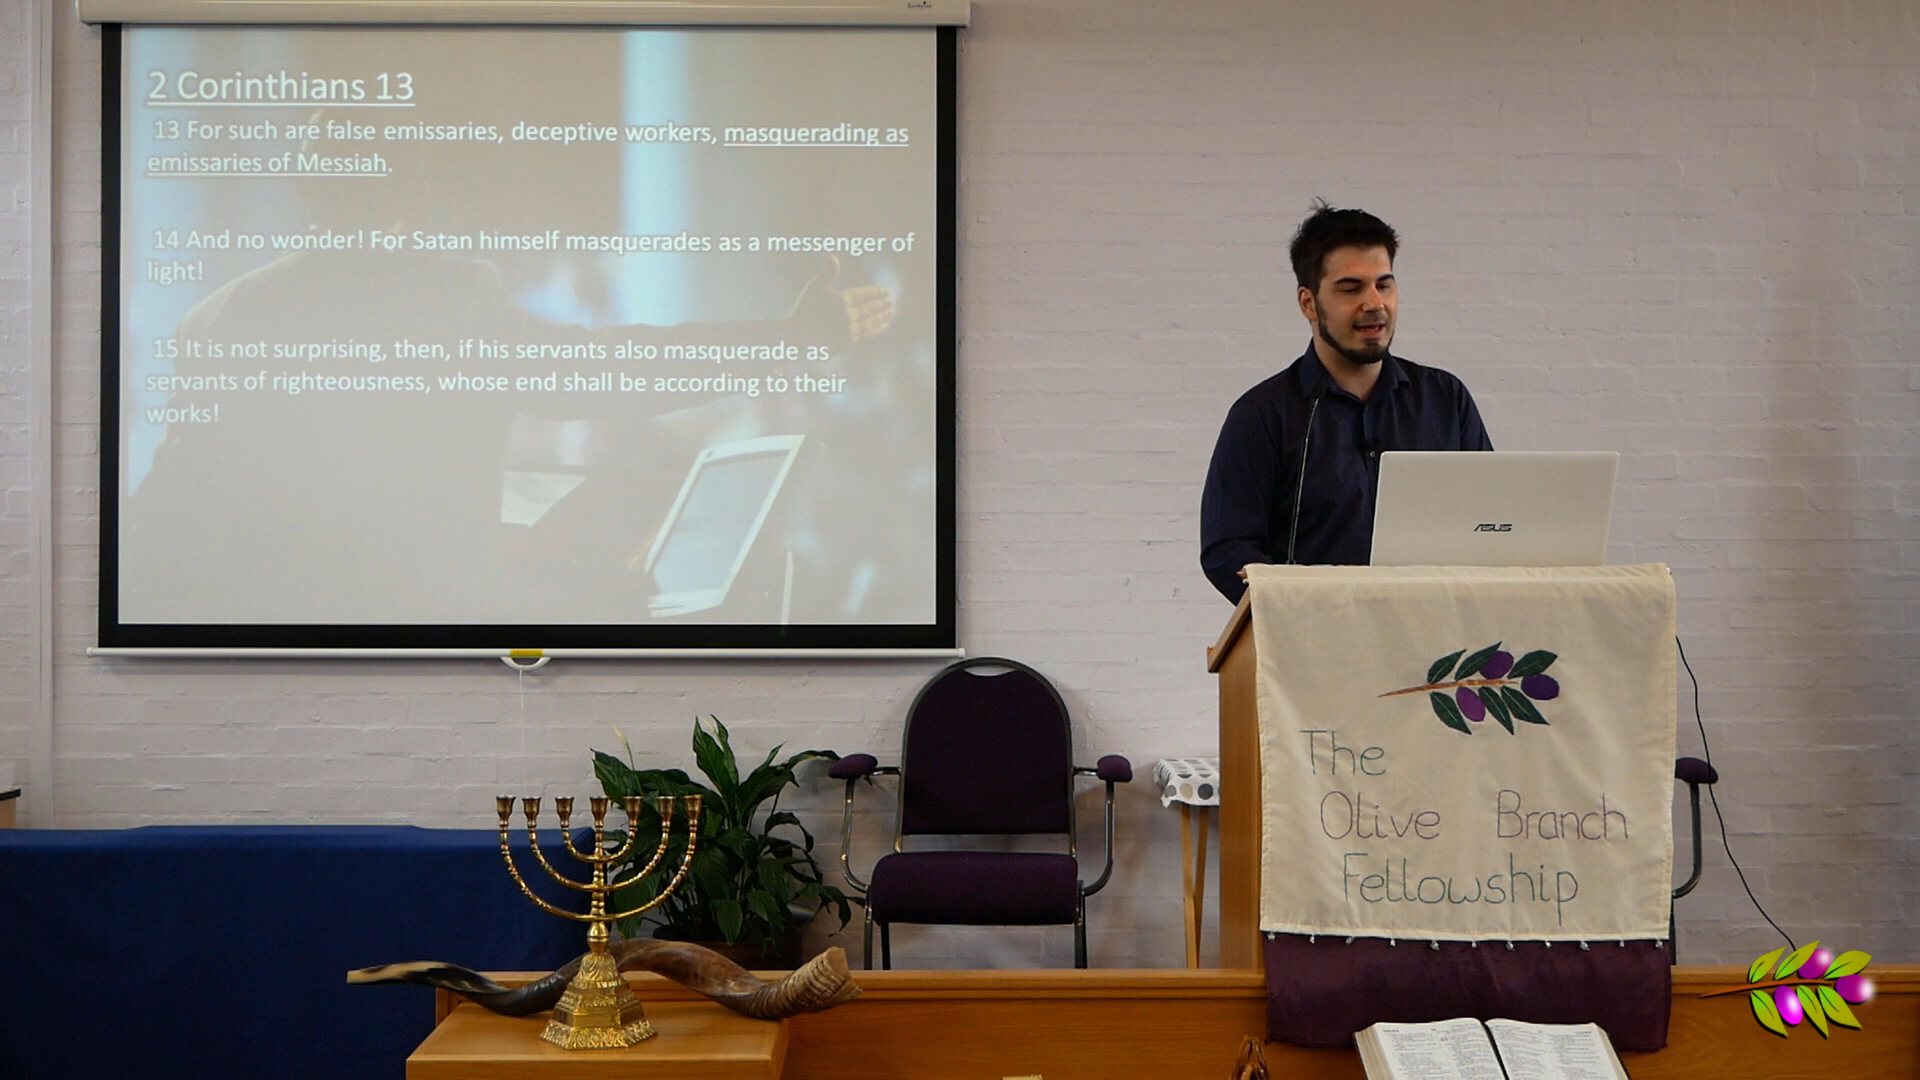 2 Corinthians 13
13 For such are false emissaries, deceptive workers, masquerading as
emissaries of Messiah.
14 And no wonder! For Satan himself masquerades as a messenger of
light!
15 It is not surprising, then, if his servants also masquerade as
servants of righteousness, whose end shall be according to their
works!
ASUS
The
Olive Branch
Fellowship